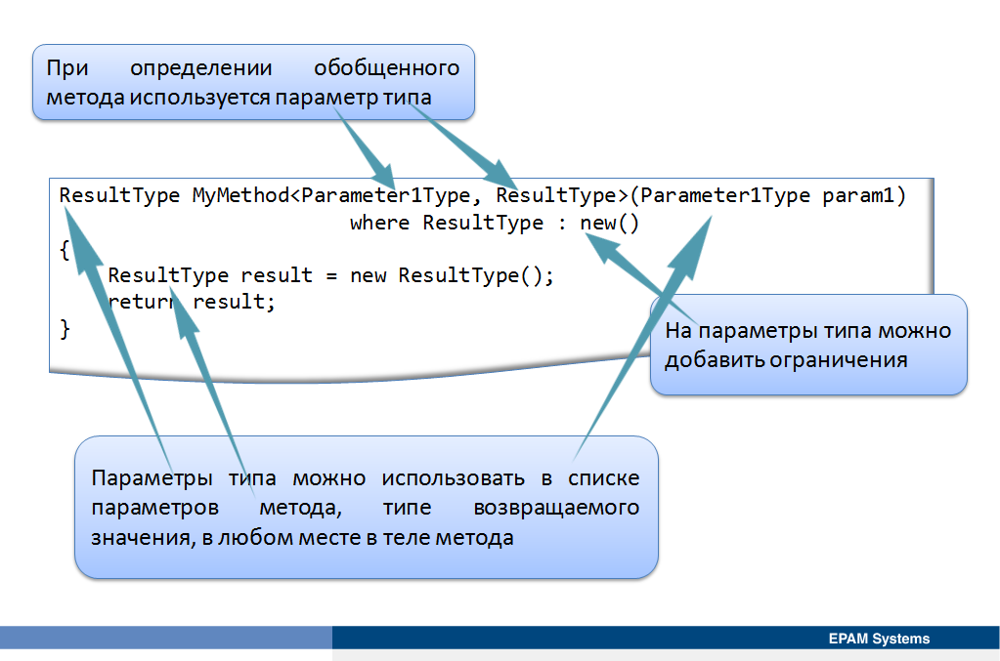 При определении обобщенного
метода используется параметр типа
ResultType MyMethod<Parameter1Type, ResultType>(Parameter1Type param1)
where ResultType : new()
{
ResultType result = new ResultType();
return result;
}
На параметры типа можно
добавить ограничения
Параметры типа можно использовать в списке
параметров метода, типе возвращаемого
значения, в любом месте в теле метода
EPAM Systems